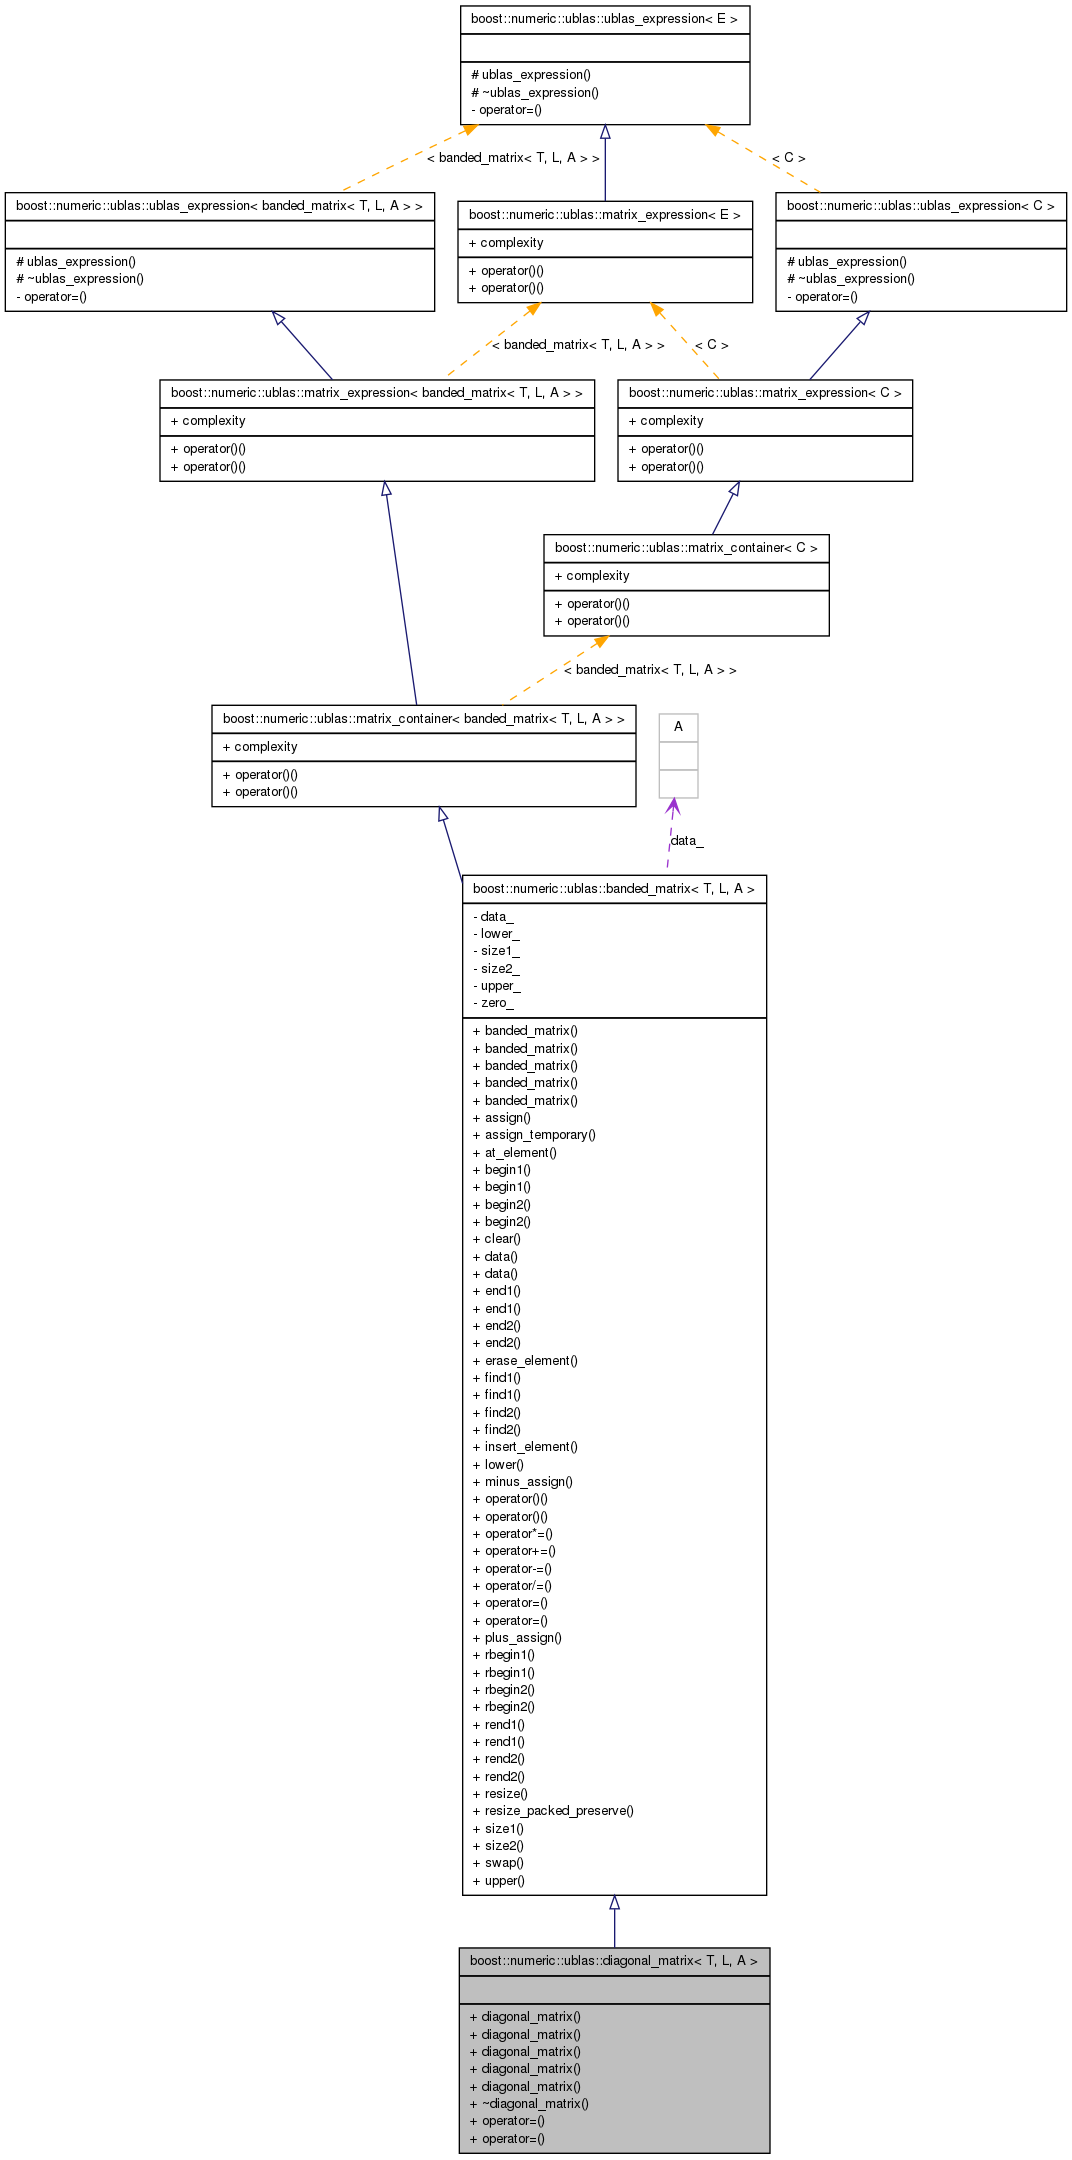 boost::numeric::ublas::ublas_expression< E >
# ublas_expression()
# ~ublas_expression()
- operator=()
< banded_matrix< T, L, A > >
< C >
boost::numeric::ublas::ublas_expression< banded_matrix< T, L, A > >
# ublas_expression()
# ~ublas_expression()
- operator=()
boost::numeric::ublas::matrix_expression< E >
+ complexity
+ operator()()
+ operator()()
boost::numeric::ublas::ublas_expression< C >
# ublas_expression()
# ~ublas_expression()
- operator=()
< banded_matrix< T, L, A > >
< C >
boost::numeric::ublas::matrix_expression< banded_matrix< T, L, A > >
+ complexity
+ operator()()
+ operator()()
boost::numeric::ublas::matrix_expression< C >
+ complexity
+ operator()()
+ operator()()
boost::numeric::ublas::matrix_container< C >
+ complexity
+ operator()()
+ operator()()
< banded_matrix< T, L, A > >
boost::numeric::ublas::matrix_container< banded_matrix< T, L, A > >
+ complexity
+ operator()()
+ operator()()
A
data_
boost::numeric::ublas::banded_matrix< T, L, A >
- data_
- lower_
- size1_
- size2_
- upper_
- zero_
+ banded_matrix()
+ banded_matrix()
+ banded_matrix()
+ banded_matrix()
+ banded_matrix()
+ assign()
+ assign_temporary()
+ at_element()
+ begin1()
+ begin1()
+ begin2()
+ begin2()
+ clear()
+ data()
+ data()
+ end1()
+ end1()
+ end2()
+ end2()
+ erase_element()
+ find1()
+ find1()
+ find2()
+ find2()
+ insert_element()
+ lower()
+ minus_assign()
+ operator()()
+ operator()()
+ operator*=()
+ operator+=()
+ operator-=()
+ operator/=()
+ operator=()
+ operator=()
+ plus_assign()
+ rbegin1()
+ rbegin1()
+ rbegin2()
+ rbegin2()
+ rend1()
+ rend1()
+ rend2()
+ rend2()
+ resize()
+ resize_packed_preserve()
+ size1()
+ size2()
+ swap()
+ upper()
boost::numeric::ublas::diagonal_matrix< T, L, A >
+ diagonal_matrix()
+ diagonal_matrix()
+ diagonal_matrix()
+ diagonal_matrix()
+ diagonal_matrix()
+ ~diagonal_matrix()
+ operator=()
+ operator=()